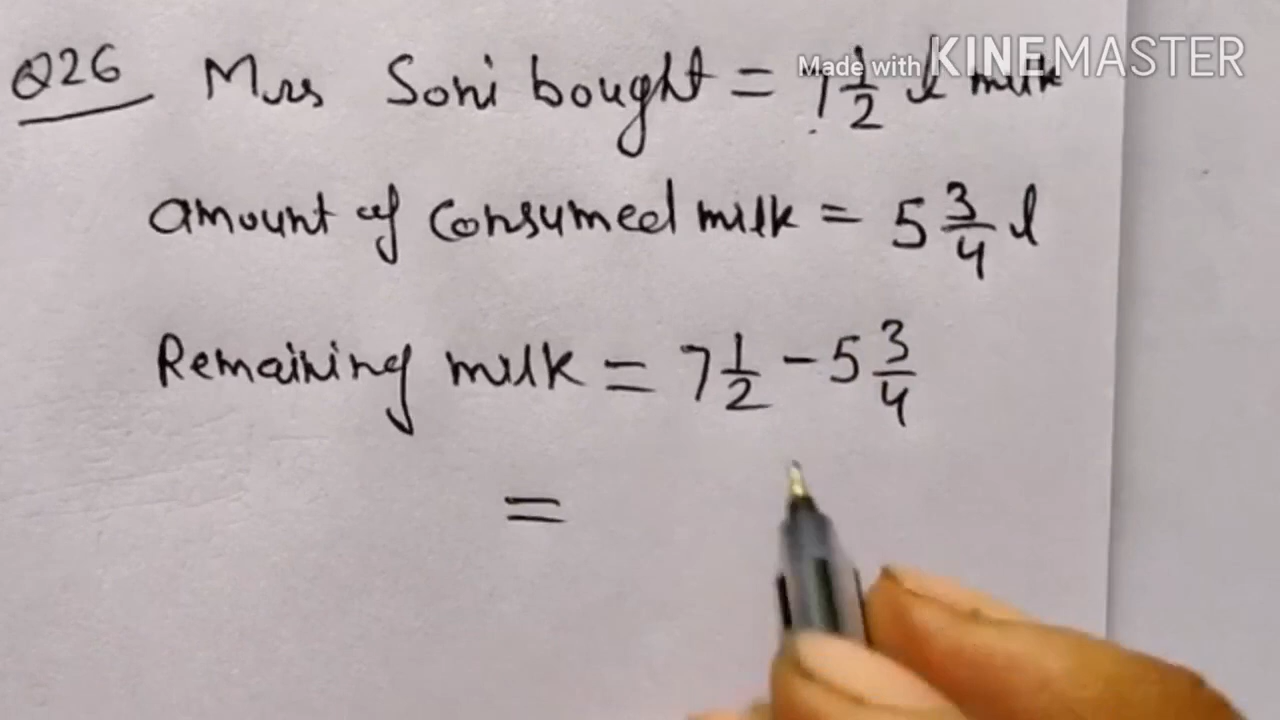 Made with KINEMASTER
Q26 Mrs Soni bought = 7 1/2 l milk
amount of consumed milk = 5 3/4 l
Remaining milk = 7 1/2 - 5 3/4
=